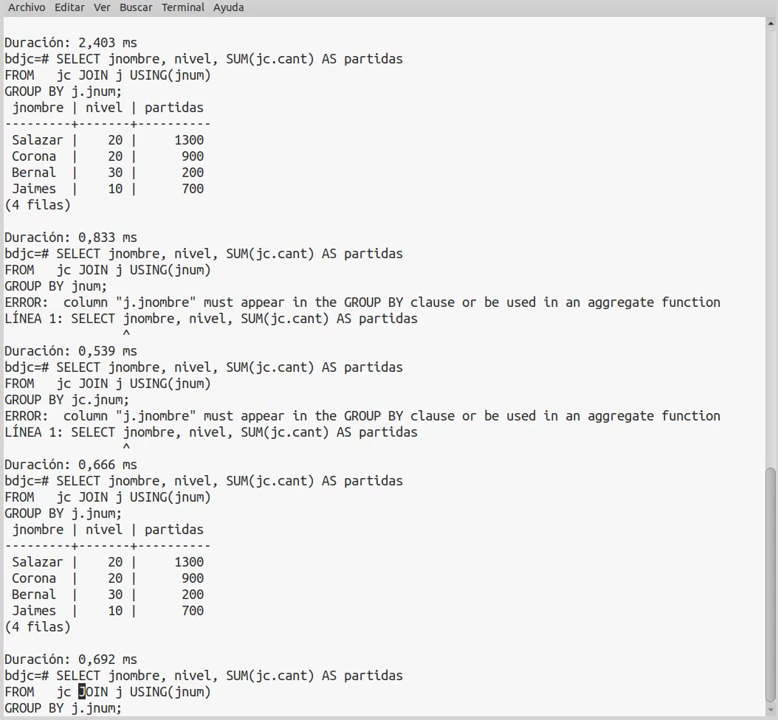 Archivo Editar Ver Buscar Terminal Ayuda
Duración: 2,403 ms
bdjc=# SELECT jnombre, nivel, SUM(jc.cant) AS partidas
FROM   jc JOIN j USING(jnum)
GROUP BY j.jnum;
 jnombre | nivel | partidas
---------+-------+----------
 Salazar |    20 |     1300
 Corona  |    20 |      900
 Bernal  |    30 |      200
 Jaimes  |    10 |      700
(4 filas)
Duración: 0,833 ms
bdjc=# SELECT jnombre, nivel, SUM(jc.cant) AS partidas
FROM   jc JOIN j USING(jnum)
GROUP BY jnum;
ERROR:  column "j.jnombre" must appear in the GROUP BY clause or be used in an aggregate function
LÍNEA 1: SELECT jnombre, nivel, SUM(jc.cant) AS partidas
                ^
Duración: 0,539 ms
bdjc=# SELECT jnombre, nivel, SUM(jc.cant) AS partidas
FROM   jc JOIN j USING(jnum)
GROUP BY jc.jnum;
ERROR:  column "j.jnombre" must appear in the GROUP BY clause or be used in an aggregate function
LÍNEA 1: SELECT jnombre, nivel, SUM(jc.cant) AS partidas
                ^
Duración: 0,666 ms
bdjc=# SELECT jnombre, nivel, SUM(jc.cant) AS partidas
FROM   jc JOIN j USING(jnum)
GROUP BY j.jnum;
 jnombre | nivel | partidas
---------+-------+----------
 Salazar |    20 |     1300
 Corona  |    20 |      900
 Bernal  |    30 |      200
 Jaimes  |    10 |      700
(4 filas)
Duración: 0,692 ms
bdjc=# SELECT jnombre, nivel, SUM(jc.cant) AS partidas
FROM   jc JOIN j USING(jnum)
GROUP BY j.jnum;